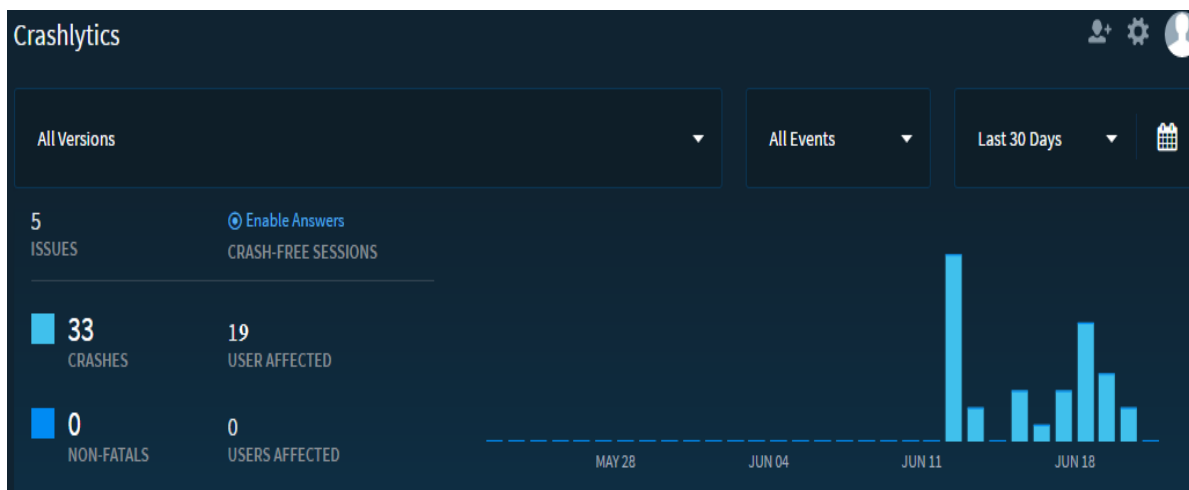 Crashlytics
All Versions
All Events
Last 30 Days
5
ISSUES
Enable Answers
CRASH-FREE SESSIONS
33
CRASHES
19
USER AFFECTED
0
NON-FATALS
0
USERS AFFECTED
MAY 28
JUN 04
JUN 11
JUN 18